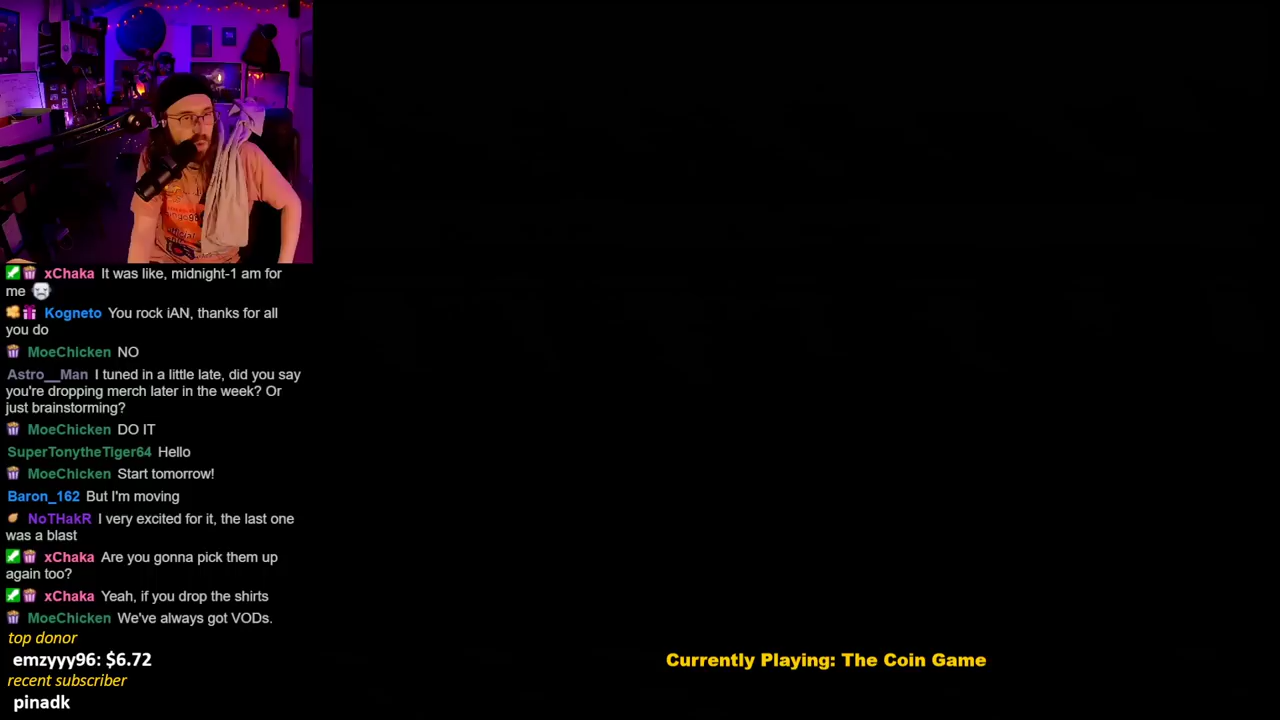 xChaka It was like, midnight-1 am for
me
Kogneto You rock iAN, thanks for all
you do
MoeChicken NO
Astro__Man I tuned in a little late, did you say
you're dropping merch later in the week? Or
just brainstorming?
MoeChicken DO IT
SuperTonytheTiger64 Hello
MoeChicken Start tomorrow!
Baron_162 But I'm moving
NoTHakR I very excited for it, the last one
was a blast
xChaka Are you gonna pick them up
again too?
xChaka Yeah, if you drop the shirts
MoeChicken We've always got VODs.
top donor
emzyyy96: $6.72
recent subscriber
pinadk
Currently Playing: The Coin Game